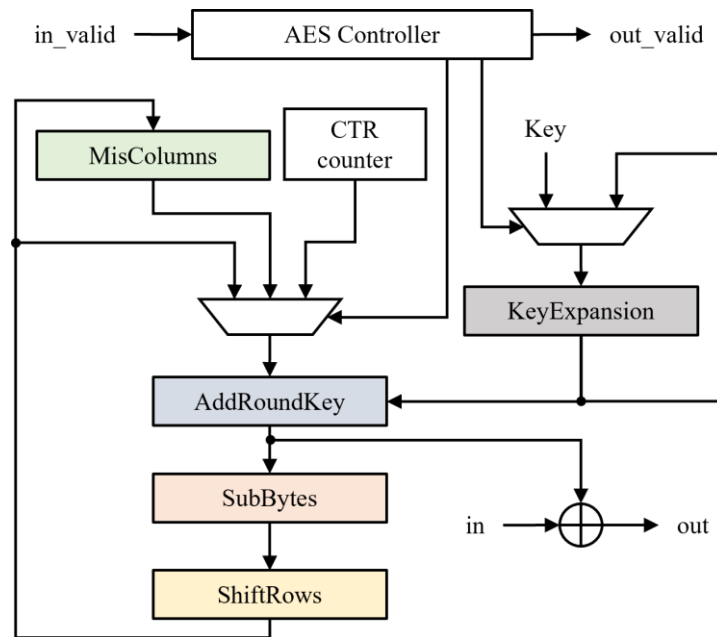 in_valid
AES Controller
out_valid
MisColumns
CTR
counter
Key
KeyExpansion
AddRoundKey
SubBytes
in
out
ShiftRows